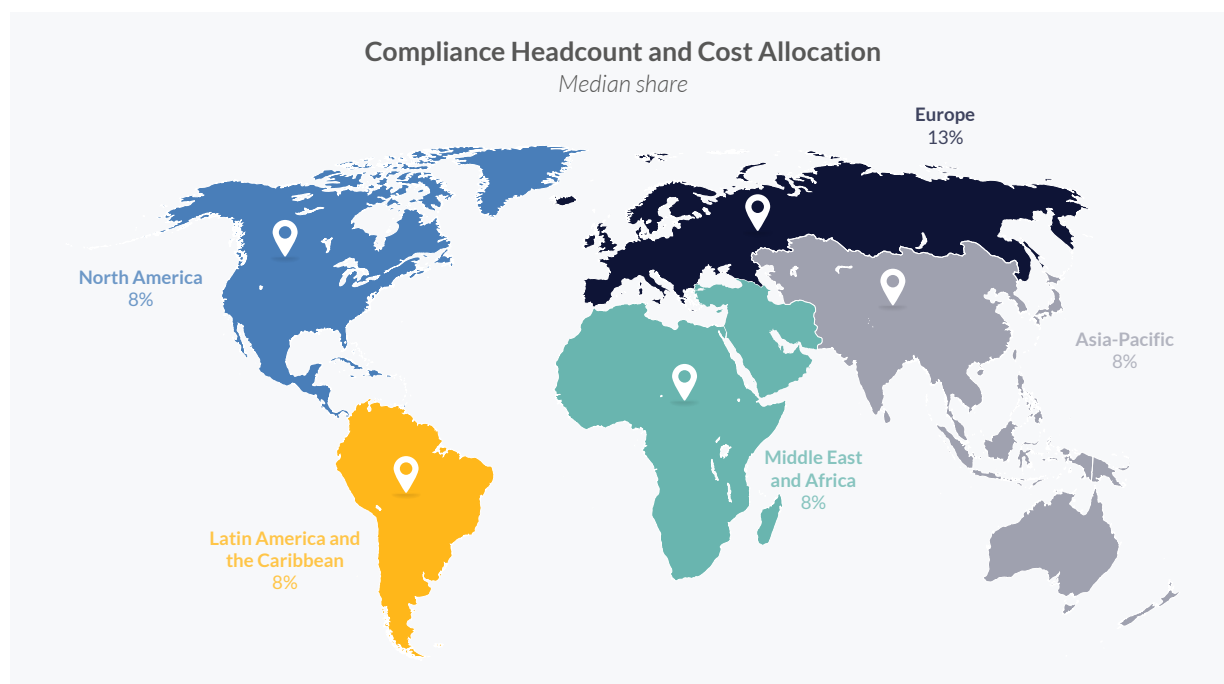 Compliance Headcount and Cost Allocation
Median share
Europe
13%
North America
8%
Asia-Pacific
8%
Middle East
and Africa
8%
Latin America and
the Caribbean
8%